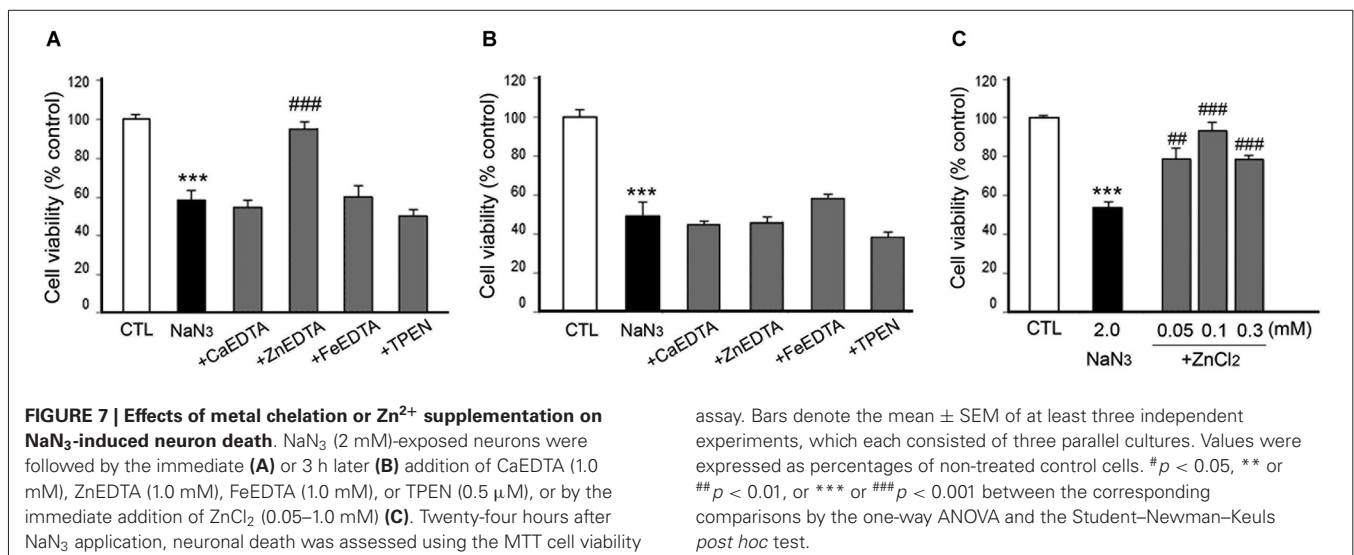 A
Cell viability (% control)
120
100
80
60
40
20
0
***
###
CTL
NaN₃
+CaEDTA
+ZnEDTA
+FeEDTA
+TPEN
B
Cell viability (% control)
120
100
80
60
40
20
0
***
CTL
NaN₃
+CaEDTA
+ZnEDTA
+FeEDTA
+TPEN
C
Cell viability (% control)
120
100
80
60
40
20
0
***
##
###
###
CTL
2.0
0.05 0.1 0.3 (mM)
NaN₃
+ZnCl₂
FIGURE 7 | Effects of metal chelation or Zn²⁺ supplementation on
NaN₃-induced neuron death. NaN₃ (2 mM)-exposed neurons were
followed by the immediate (A) or 3 h later (B) addition of CaEDTA (1.0
mM), ZnEDTA (1.0 mM), FeEDTA (1.0 mM), or TPEN (0.5 μM), or by the
immediate addition of ZnCl₂ (0.05–1.0 mM) (C). Twenty-four hours after
NaN₃ application, neuronal death was assessed using the MTT cell viability
assay. Bars denote the mean ± SEM of at least three independent
experiments, which each consisted of three parallel cultures. Values were
expressed as percentages of non-treated control cells. #p < 0.05, ** or
##p < 0.01, or *** or ###p < 0.001 between the corresponding
comparisons by the one-way ANOVA and the Student–Newman–Keuls
post hoc test.